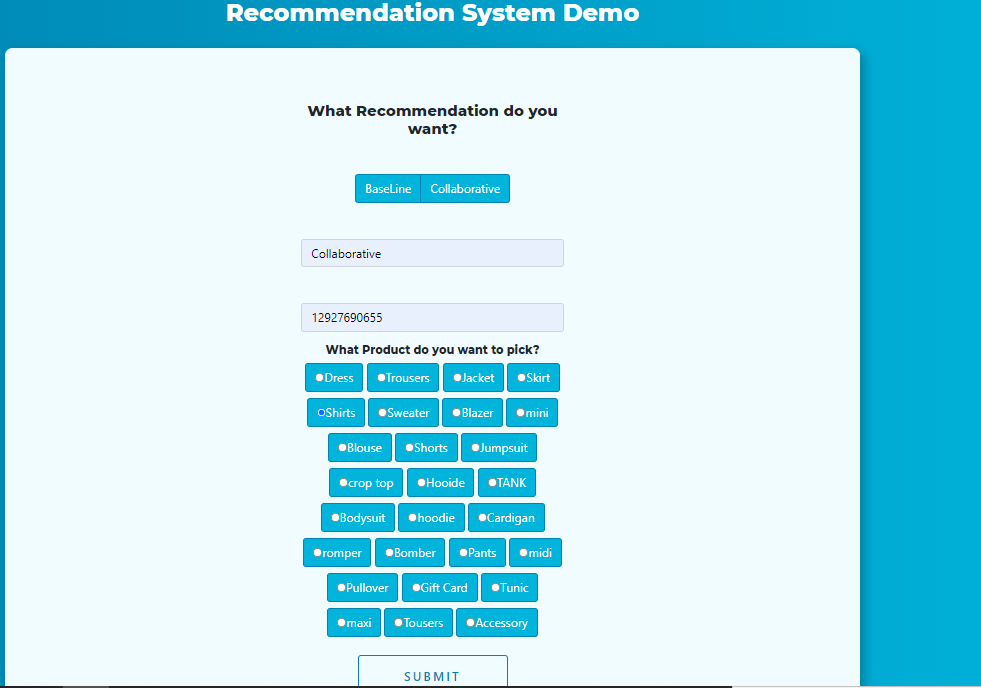 Recommendation System Demo
What Recommendation do you
want?
BaseLine Collaborative
Collaborative
12927690655
What Product do you want to pick?
Dress Trousers Jacket Skirt
Shirts Sweater Blazer mini
Blouse Shorts Jumpsuit
crop top Hooide TANK
Bodysuit hoodie Cardigan
romper Bomber Pants midi
Pullover Gift Card Tunic
maxi Tousers Accessory
SUBMIT